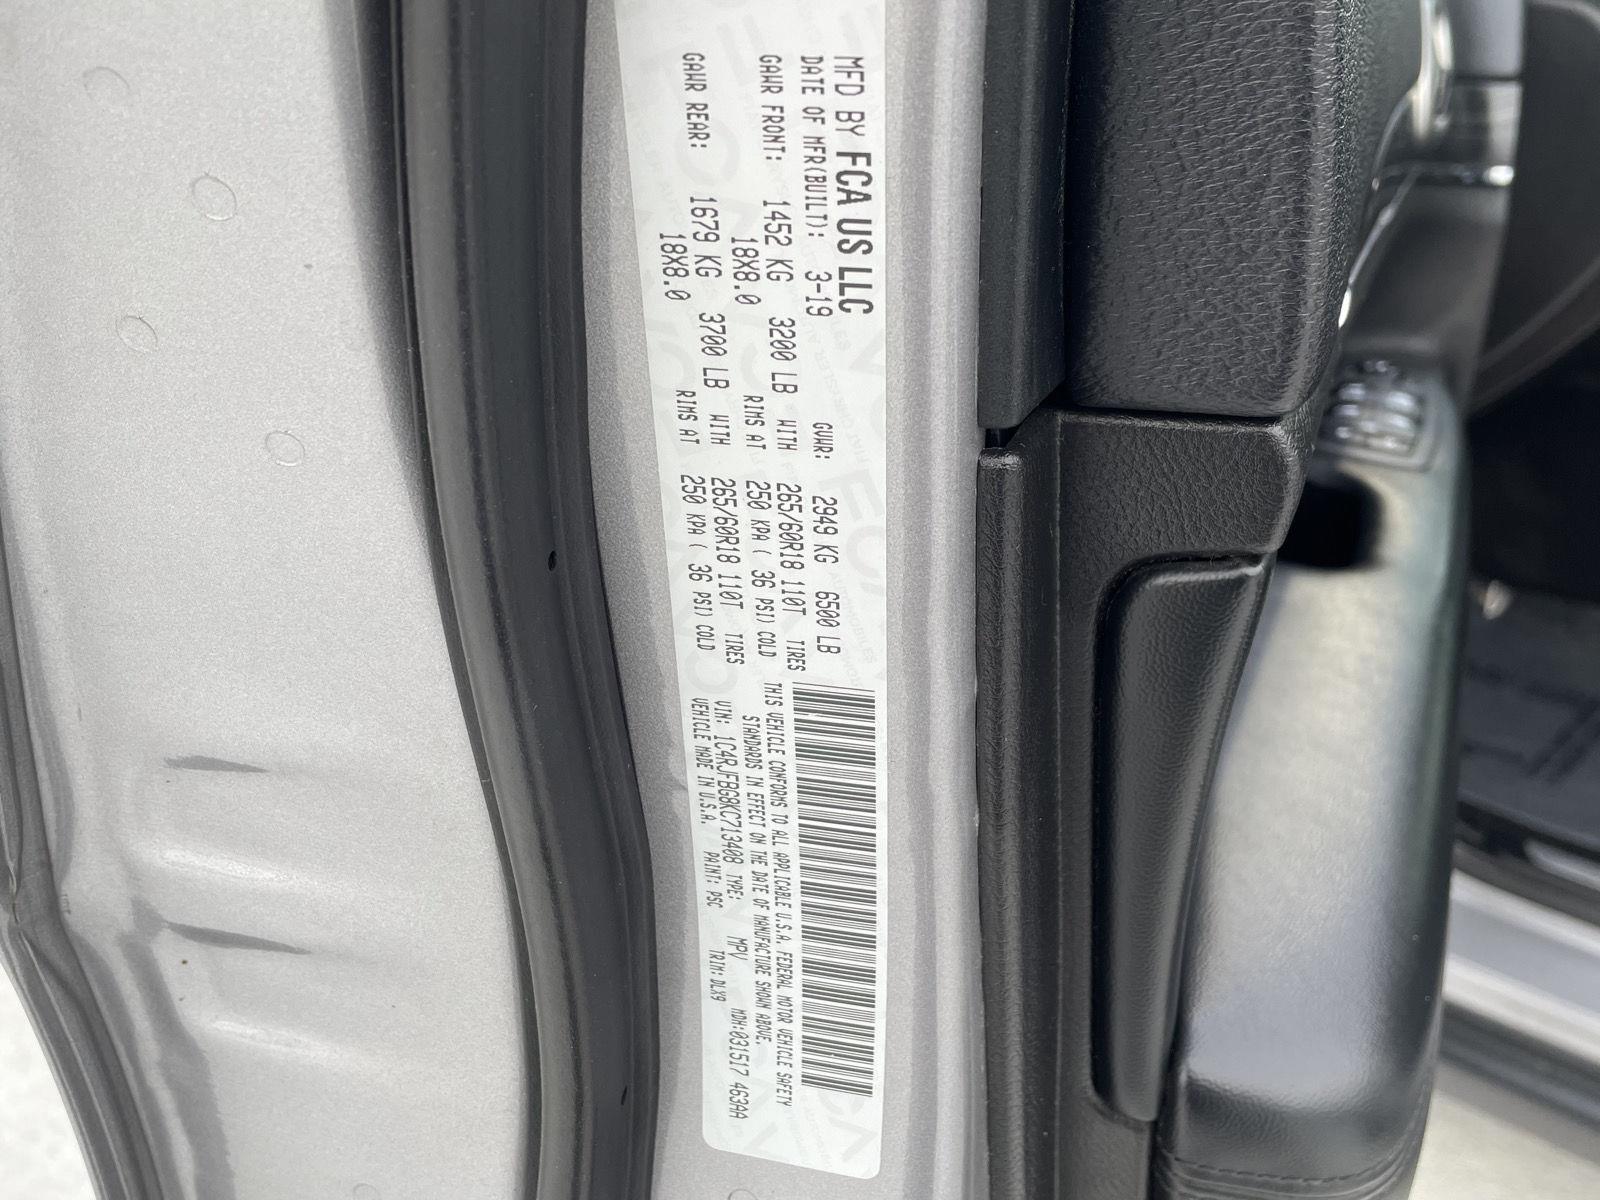 MFD BY FCA US LLC
DATE OF MFR(BUILT): 3-19 GVWR: 2949 KG 6500 LB
GAWR FRONT: 1452 KG 3200 LB WITH 265/60R18 110T TIRES
18X8.0 RIMS AT 250 KPA ( 36 PSI) COLD
GAWR REAR: 1679 KG 3700 LB WITH 265/60R18 110T TIRES
18X8.0 RIMS AT 250 KPA ( 36 PSI) COLD
THIS VEHICLE CONFORMS TO ALL APPLICABLE U.S.A. FEDERAL MOTOR VEHICLE SAFETY
STANDARDS IN EFFECT ON THE DATE OF MANUFACTURE SHOWN ABOVE.
VIN: 1C4RJFBG8KC713408 TYPE: MPV MDH:031517 463AA
VEHICLE MADE IN U.S.A. PAINT: PSC TRIM: DLX9